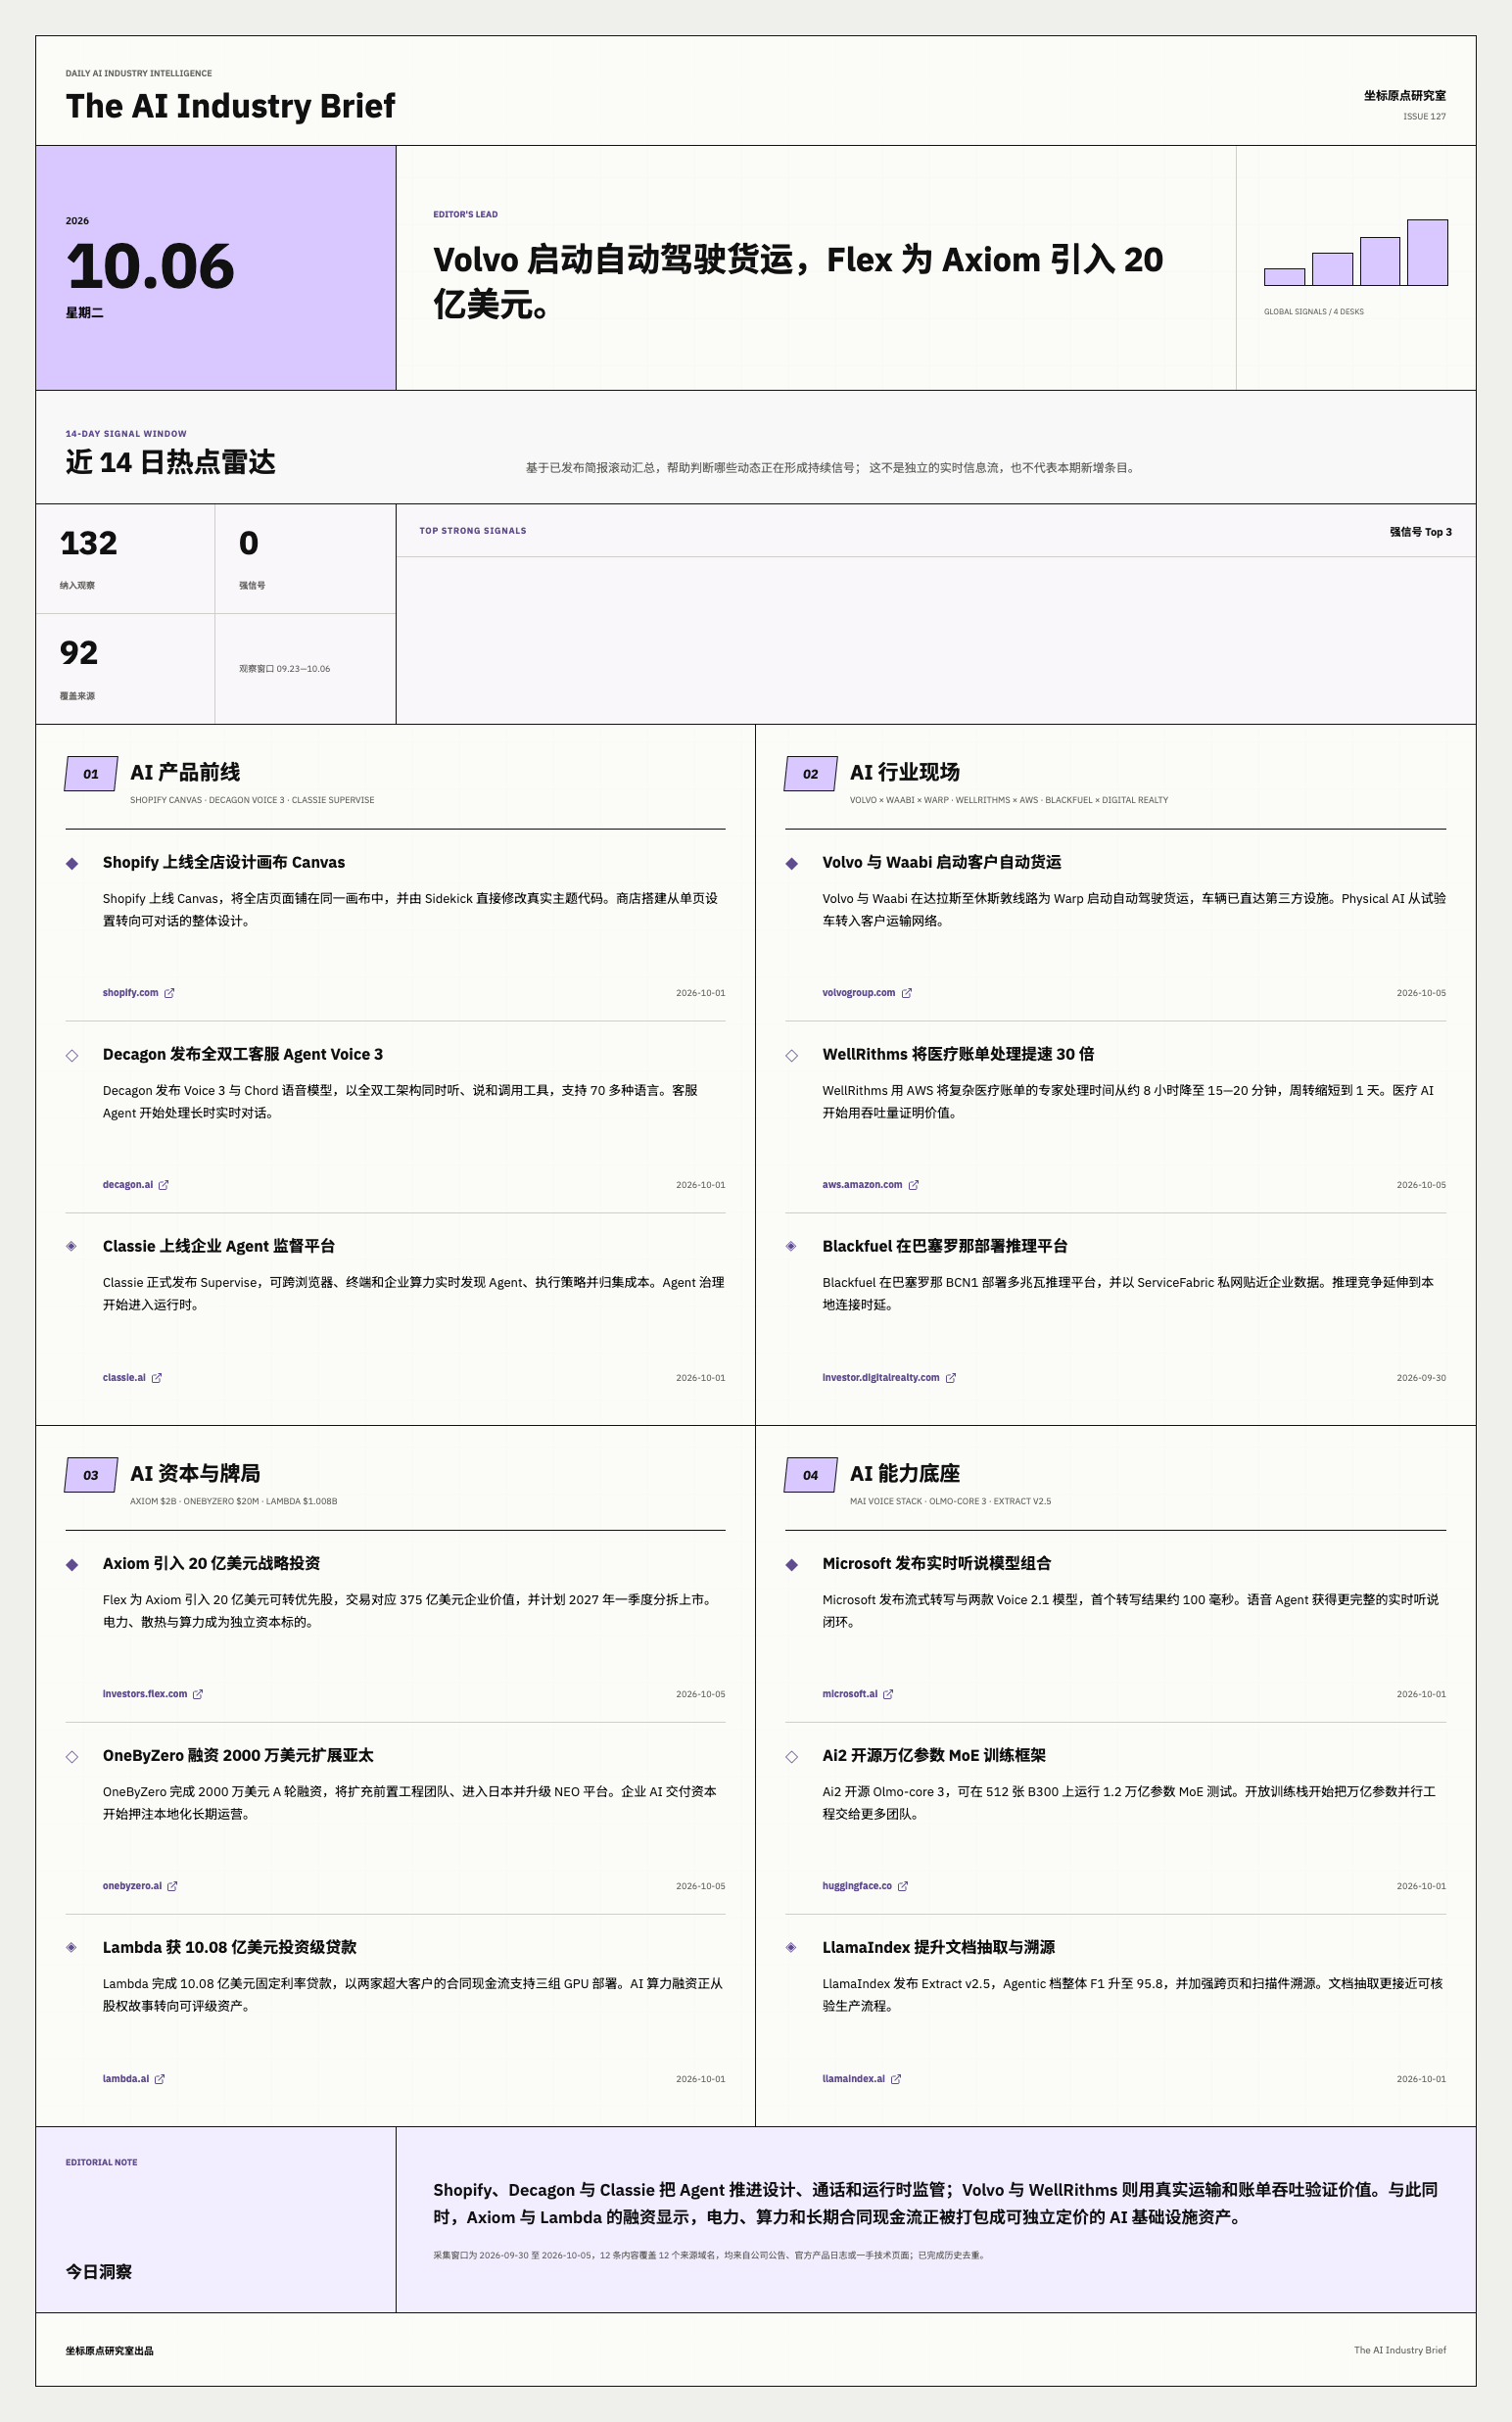 DAILY AI INDUSTRY INTELLIGENCE
The AI Industry Brief
坐标原点研究室
ISSUE 127
2026
10.06
星期二
EDITOR'S LEAD
Volvo 启动自动驾驶货运，Flex 为 Axiom 引入 20
亿美元。
GLOBAL SIGNALS / 4 DESKS
14-DAY SIGNAL WINDOW
近 14 日热点雷达
基于已发布简报滚动汇总，帮助判断哪些动态正在形成持续信号； 这不是独立的实时信息流，也不代表本期新增条目。
132
纳入观察
0
强信号
92
覆盖来源
观察窗口 09.23—10.06
TOP STRONG SIGNALS
强信号 Top 3
01
AI 产品前线
SHOPIFY CANVAS · DECAGON VOICE 3 · CLASSIE SUPERVISE
Shopify 上线全店设计画布 Canvas
Shopify 上线 Canvas，将全店页面铺在同一画布中，并由 Sidekick 直接修改真实主题代码。商店搭建从单页设
置转向可对话的整体设计。
shopify.com
2026-10-01
Decagon 发布全双工客服 Agent Voice 3
Decagon 发布 Voice 3 与 Chord 语音模型，以全双工架构同时听、说和调用工具，支持 70 多种语言。客服
Agent 开始处理长时实时对话。
decagon.ai
2026-10-01
Classie 上线企业 Agent 监督平台
Classie 正式发布 Supervise，可跨浏览器、终端和企业算力实时发现 Agent、执行策略并归集成本。Agent 治理
开始进入运行时。
classie.ai
2026-10-01
02
AI 行业现场
VOLVO × WAABI × WARP · WELLRITHMS × AWS · BLACKFUEL × DIGITAL REALTY
Volvo 与 Waabi 启动客户自动货运
Volvo 与 Waabi 在达拉斯至休斯敦线路为 Warp 启动自动驾驶货运，车辆已直达第三方设施。Physical AI 从试验
车转入客户运输网络。
volvogroup.com
2026-10-05
WellRithms 将医疗账单处理提速 30 倍
WellRithms 用 AWS 将复杂医疗账单的专家处理时间从约 8 小时降至 15—20 分钟，周转缩短到 1 天。医疗 AI
开始用吞吐量证明价值。
aws.amazon.com
2026-10-05
Blackfuel 在巴塞罗那部署推理平台
Blackfuel 在巴塞罗那 BCN1 部署多兆瓦推理平台，并以 ServiceFabric 私网贴近企业数据。推理竞争延伸到本
地连接时延。
investor.digitalrealty.com
2026-09-30
03
AI 资本与牌局
AXIOM $2B · ONEBYZERO $20M · LAMBDA $1.008B
Axiom 引入 20 亿美元战略投资
Flex 为 Axiom 引入 20 亿美元可转优先股，交易对应 375 亿美元企业价值，并计划 2027 年一季度分拆上市。
电力、散热与算力成为独立资本标的。
investors.flex.com
2026-10-05
OneByZero 融资 2000 万美元扩展亚太
OneByZero 完成 2000 万美元 A 轮融资，将扩充前置工程团队、进入日本并升级 NEO 平台。企业 AI 交付资本
开始押注本地化长期运营。
onebyzero.ai
2026-10-05
Lambda 获 10.08 亿美元投资级贷款
Lambda 完成 10.08 亿美元固定利率贷款，以两家超大客户的合同现金流支持三组 GPU 部署。AI 算力融资正从
股权故事转向可评级资产。
lambda.ai
2026-10-01
04
AI 能力底座
MAI VOICE STACK · OLMO-CORE 3 · EXTRACT V2.5
Microsoft 发布实时听说模型组合
Microsoft 发布流式转写与两款 Voice 2.1 模型，首个转写结果约 100 毫秒。语音 Agent 获得更完整的实时听说
闭环。
microsoft.ai
2026-10-01
Ai2 开源万亿参数 MoE 训练框架
Ai2 开源 Olmo-core 3，可在 512 张 B300 上运行 1.2 万亿参数 MoE 测试。开放训练栈开始把万亿参数并行工
程交给更多团队。
huggingface.co
2026-10-01
LlamaIndex 提升文档抽取与溯源
LlamaIndex 发布 Extract v2.5，Agentic 档整体 F1 升至 95.8，并加强跨页和扫描件溯源。文档抽取更接近可核
验生产流程。
llamaindex.ai
2026-10-01
EDITORIAL NOTE
今日洞察
Shopify、Decagon 与 Classie 把 Agent 推进设计、通话和运行时监管；Volvo 与 WellRithms 则用真实运输和账单吞吐验证价值。与此同
时，Axiom 与 Lambda 的融资显示，电力、算力和长期合同现金流正被打包成可独立定价的 AI 基础设施资产。
采集窗口为 2026-09-30 至 2026-10-05，12 条内容覆盖 12 个来源域名，均来自公司公告、官方产品日志或一手技术页面；已完成历史去重。
坐标原点研究室出品
The AI Industry Brief